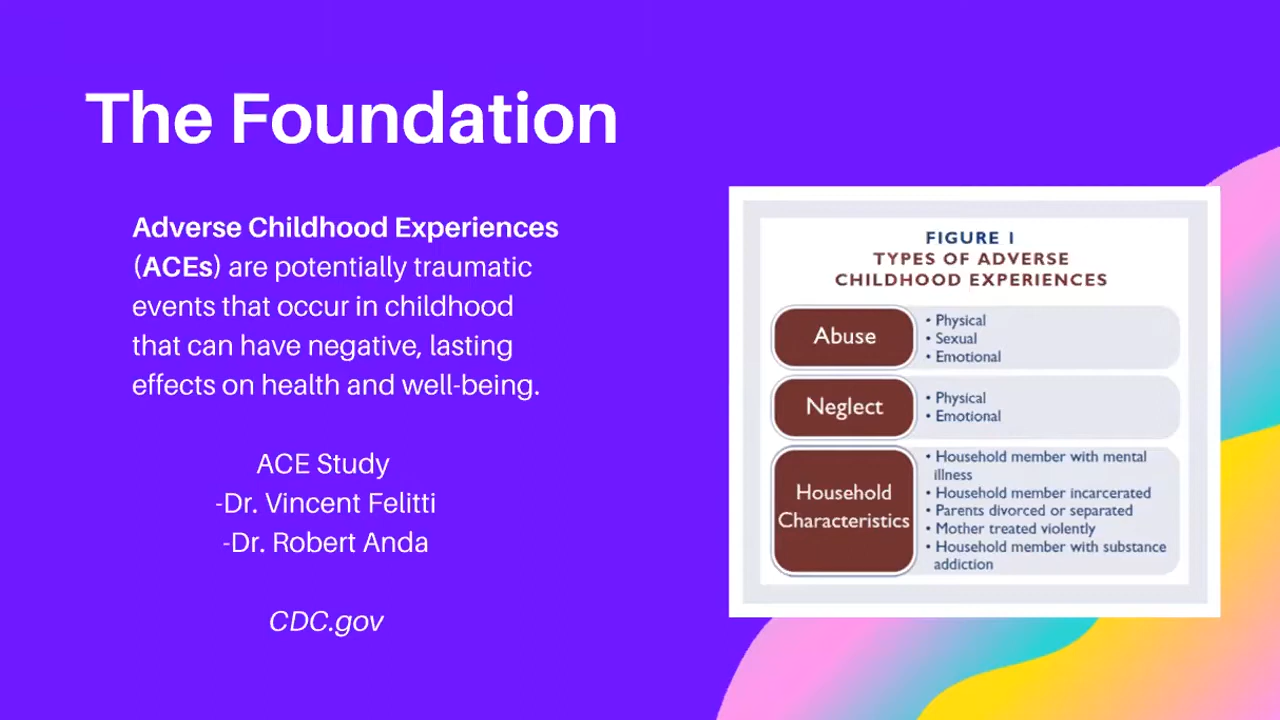 The Foundation
Adverse Childhood Experiences
(ACEs) are potentially traumatic
events that occur in childhood
that can have negative, lasting
effects on health and well-being.
ACE Study
-Dr. Vincent Felitti
-Dr. Robert Anda
CDC.gov
FIGURE 1
TYPES OF ADVERSE
CHILDHOOD EXPERIENCES
Abuse
• Physical
• Sexual
• Emotional
Neglect
• Physical
• Emotional
Household
Characteristics
• Household member with mental
illness
• Household member incarcerated
• Parents divorced or separated
• Mother treated violently
• Household member with substance
addiction